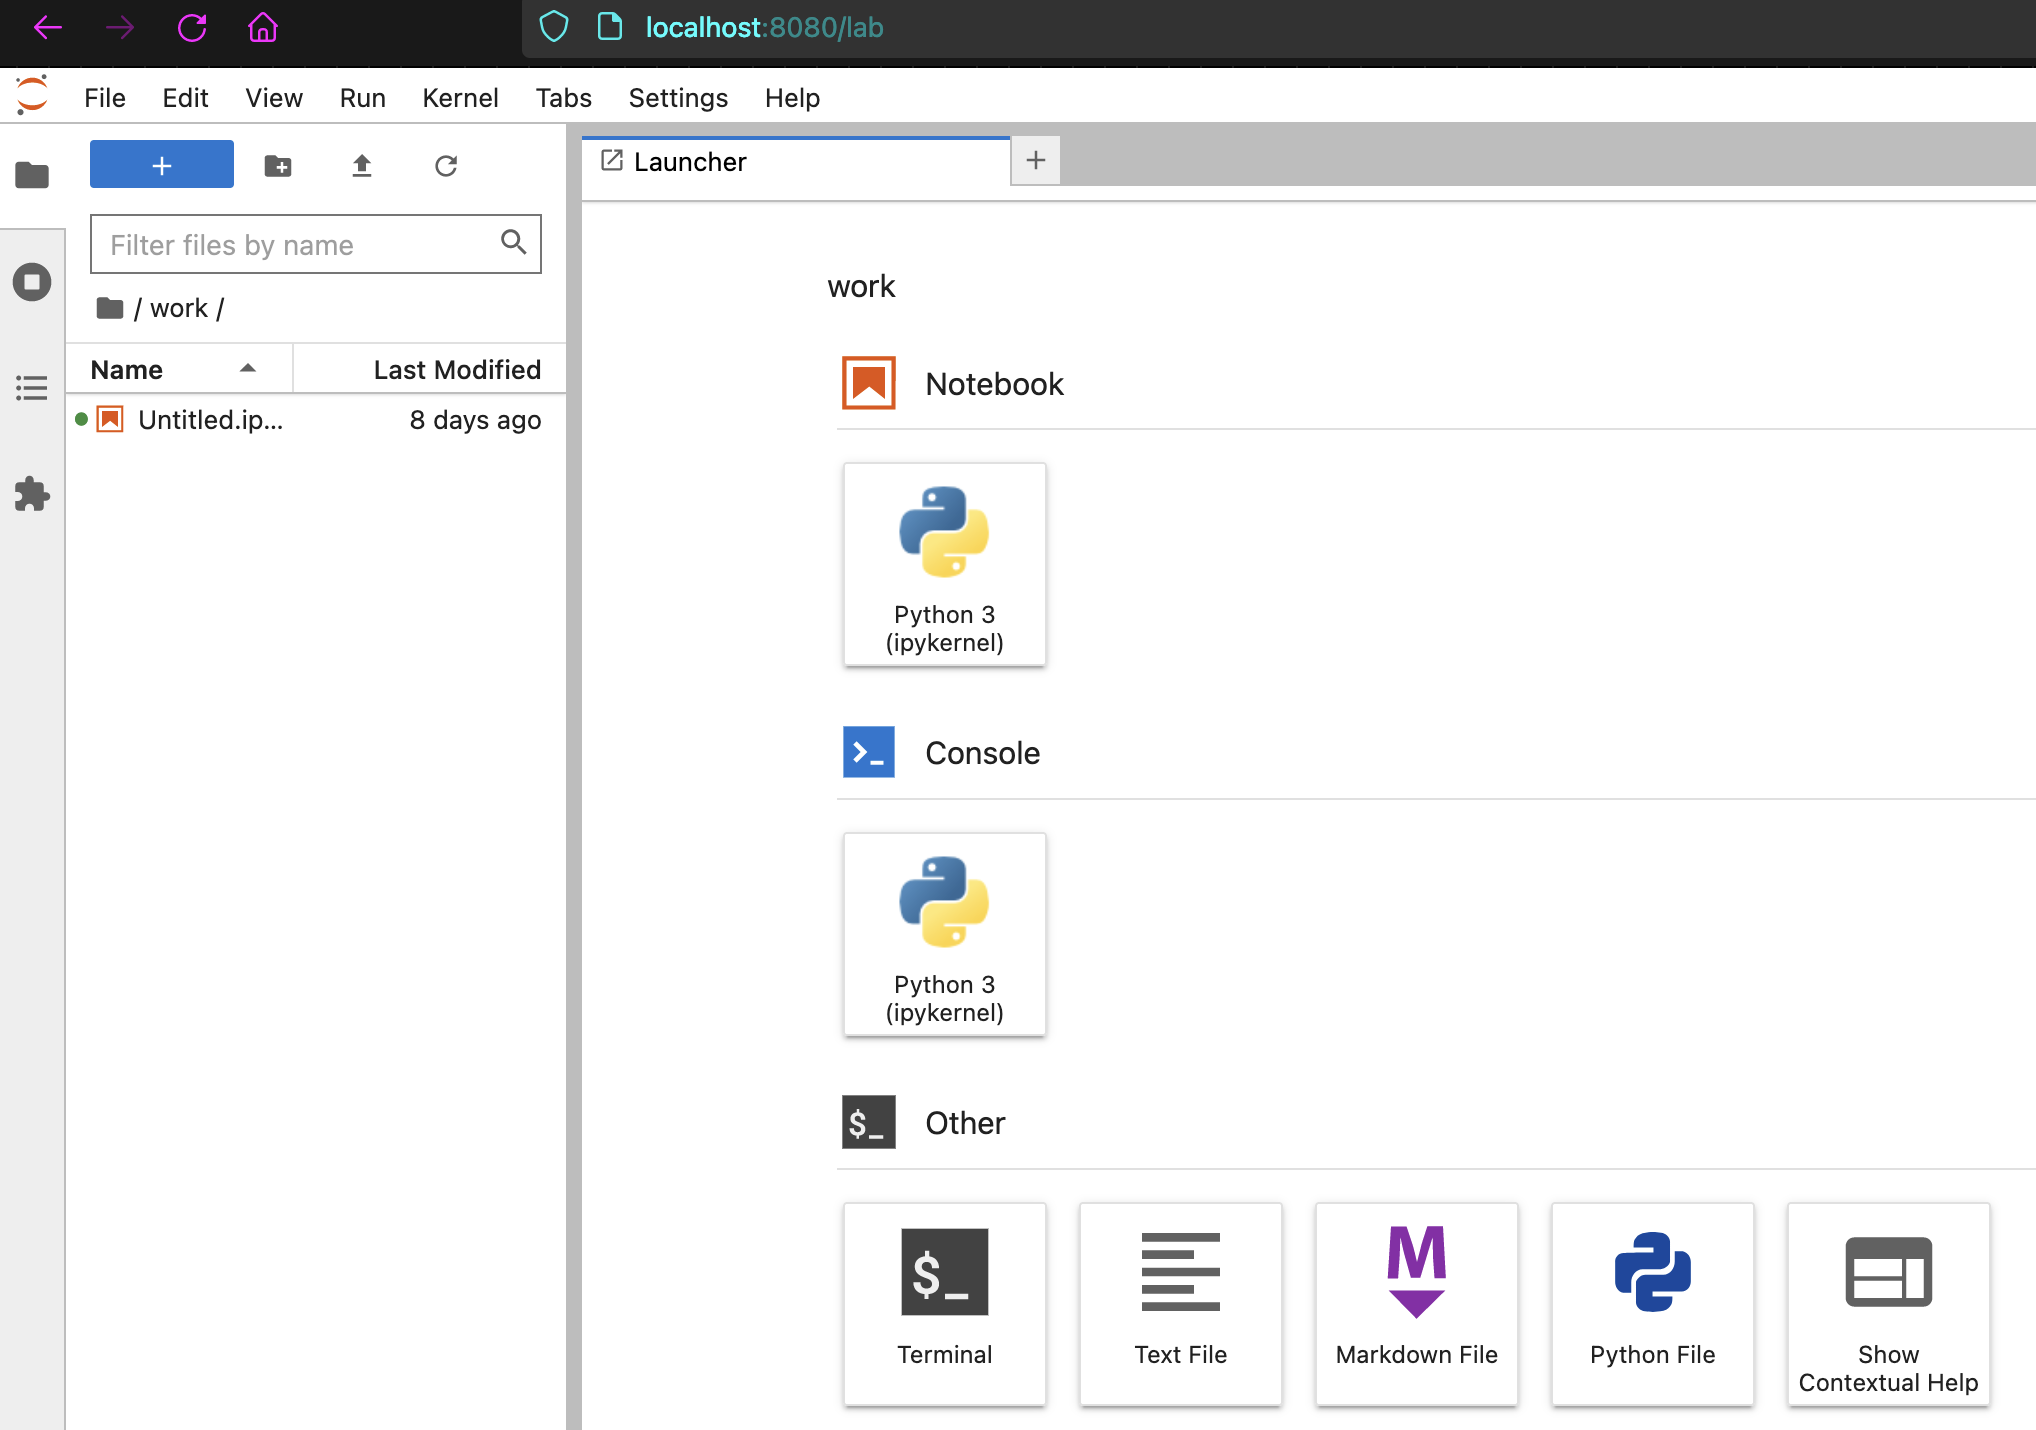 localhost:8080/lab
File Edit View Run Kernel Tabs Settings Help
+
Launcher
+
Filter files by name
/ work /
Name Last Modified
Untitled.ip... 8 days ago
work
Notebook
Python 3
(ipykernel)
>_ Console
Python 3
(ipykernel)
$_ Other
$_
Terminal
Text File
M
Markdown File
Python File
Show
Contextual Help